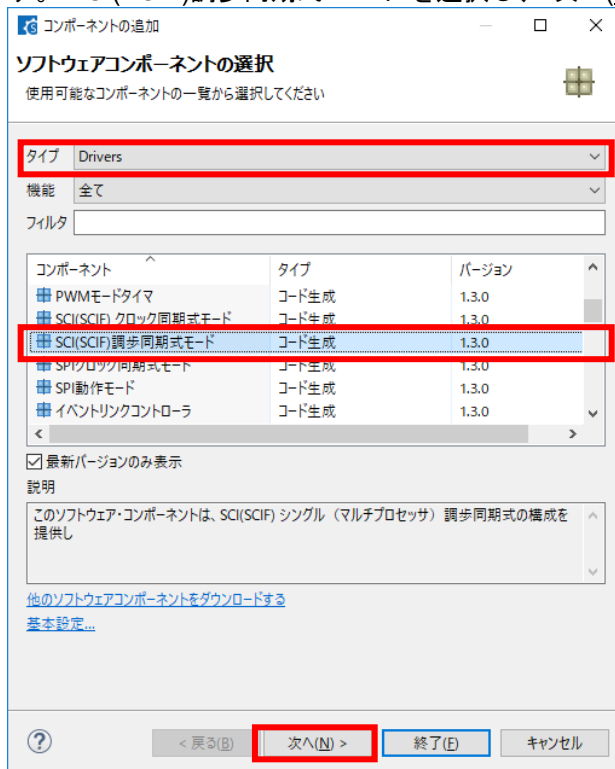 コンポーネントの追加
ソフトウェアコンポーネントの選択
使用可能なコンポーネントの一覧から選択してください
タイプ Drivers
機能 全て
フィルタ
コンポーネント タイプ バージョン
PWMモードタイマ コード生成 1.3.0
SCI(SCIF) クロック同期式モード コード生成 1.3.0
SCI(SCIF)調歩同期式モード コード生成 1.3.0
SPIクロック同期式モード コード生成 1.3.0
SPI動作モード コード生成 1.3.0
イベントリンクコントローラ コード生成 1.3.0
最新バージョンのみ表示
説明
このソフトウェア・コンポーネントは、SCI(SCIF) シングル（マルチプロセッサ）調歩同期式の構成を
提供し
他のソフトウェアコンポーネントをダウンロードする
基本設定...
< 戻る(B) 次へ(N) > 終了(F) キャンセル